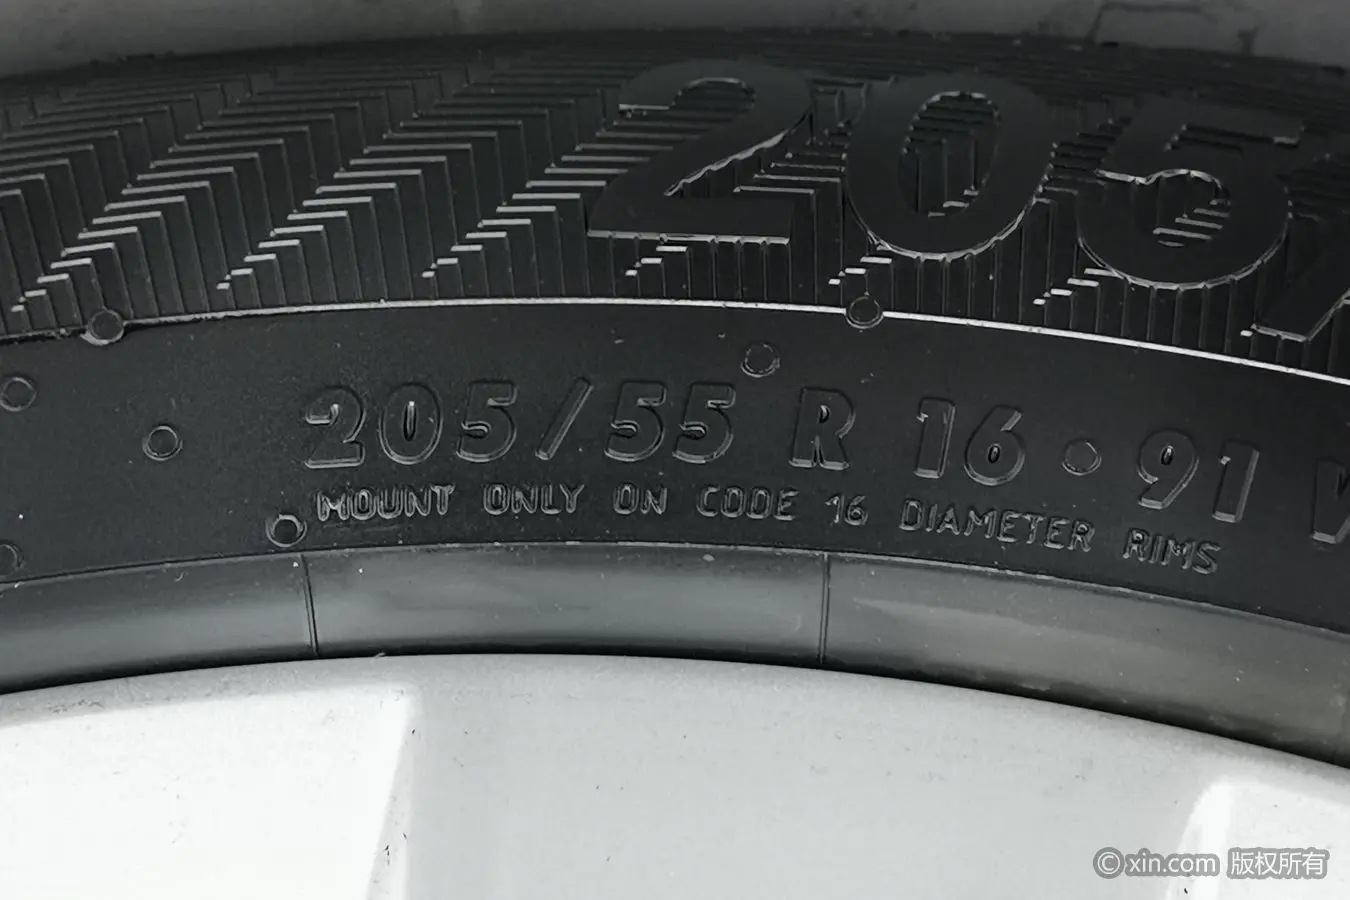 205/
205/55 R 16 · 91 V
MOUNT ONLY ON CODE 16 DIAMETER RIMS
©xin.com 版权所有